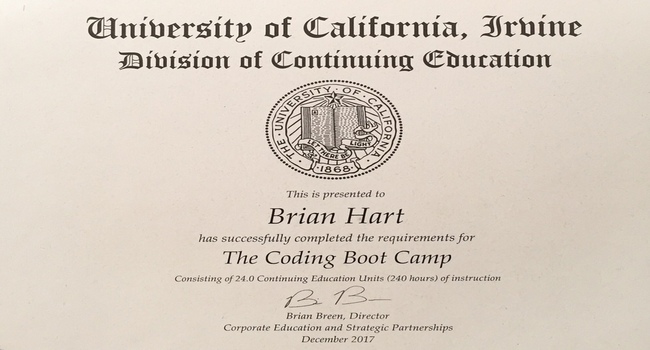 University of California, Irvine
Division of Continuing Education
THE · UNIVERSITY · OF · CALIFORNIA
LET THERE BE LIGHT
· 1868 ·
This is presented to
Brian Hart
has successfully completed the requirements for
The Coding Boot Camp
Consisting of 24.0 Continuing Education Units (240 hours) of instruction
Brian Breen, Director
Corporate Education and Strategic Partnerships
December 2017